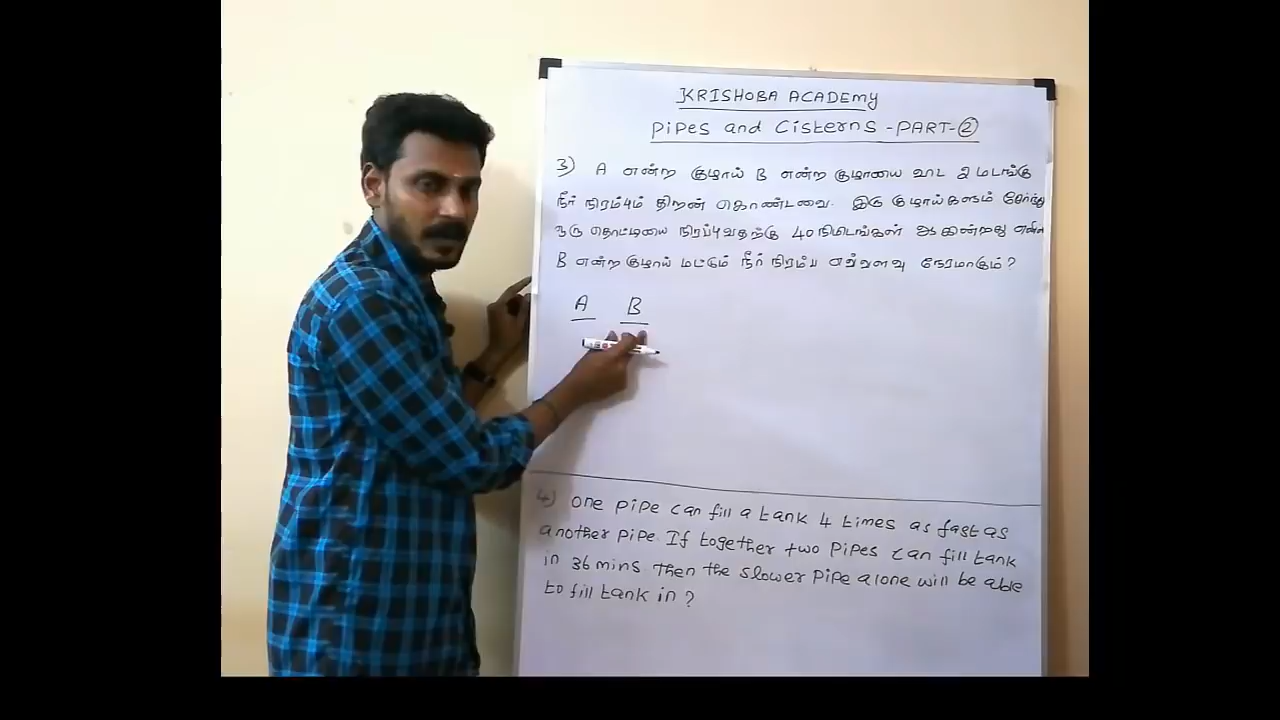 KRISHOBA ACADEMY
Pipes and Cisterns -PART-②
3) A என்ற குழாய் B என்ற குழாயை வாட 2 மடங்கு
நீர் நிரம்பும் திறன் கொண்டவை. இரு குழாய்களும் சேர்ந்து
ஒரு தொட்டியை நிரப்புவதற்கு 40 நிமிடங்கள் ஆகின்றது எனில்
B என்ற குழாய் மட்டும் நீர் நிரம்ப எவ்வளவு நேரமாகும்?
A B
4) One pipe can fill a tank 4 times as fast as
another pipe. If together two pipes can fill tank
in 36 mins then the slower pipe alone will be able
to fill tank in ?